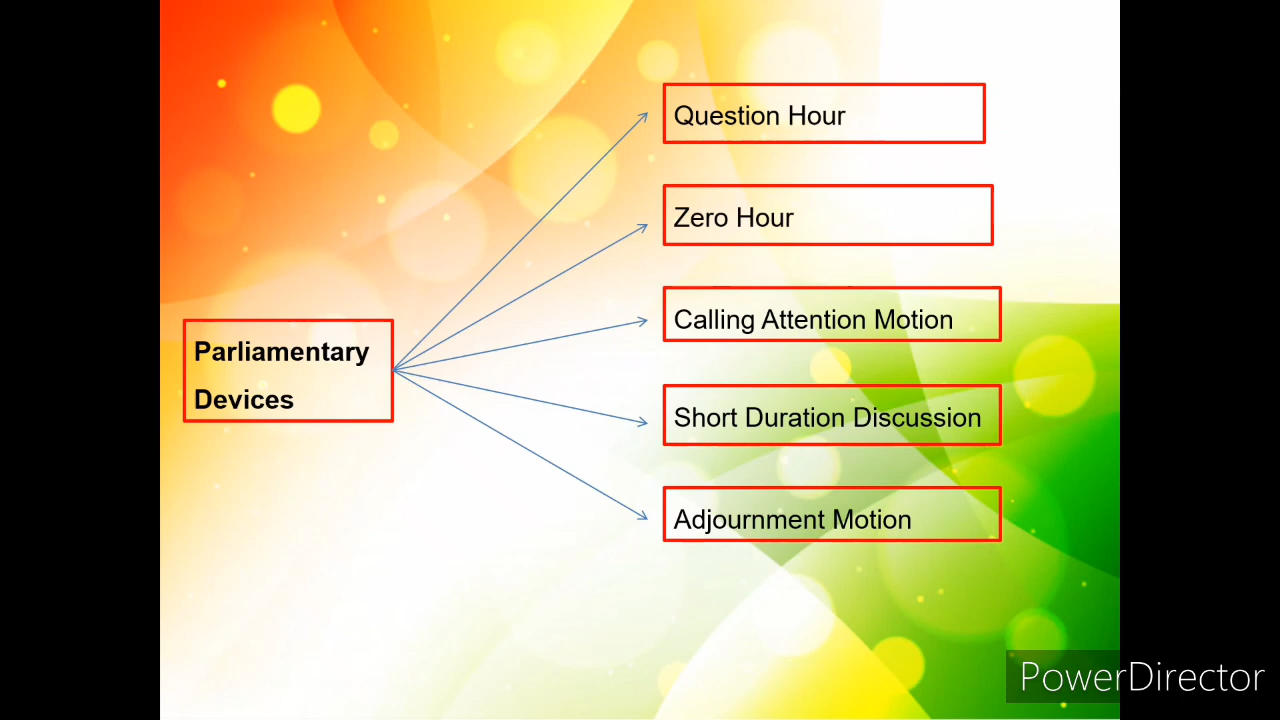 Question Hour
Zero Hour
Calling Attention Motion
Parliamentary
Devices
Short Duration Discussion
Adjournment Motion
PowerDirector